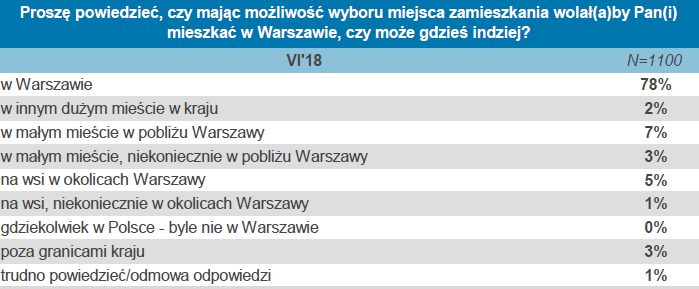 Proszę powiedzieć, czy mając możliwość wyboru miejsca zamieszkania wolał(a)by Pan(i)
mieszkać w Warszawie, czy może gdzieś indziej?
VI'18 N=1100
w Warszawie 78%
w innym dużym mieście w kraju 2%
w małym mieście w pobliżu Warszawy 7%
w małym mieście, niekoniecznie w pobliżu Warszawy 3%
na wsi w okolicach Warszawy 5%
na wsi, niekoniecznie w okolicach Warszawy 1%
gdziekolwiek w Polsce - byle nie w Warszawie 0%
poza granicami kraju 3%
trudno powiedzieć/odmowa odpowiedzi 1%